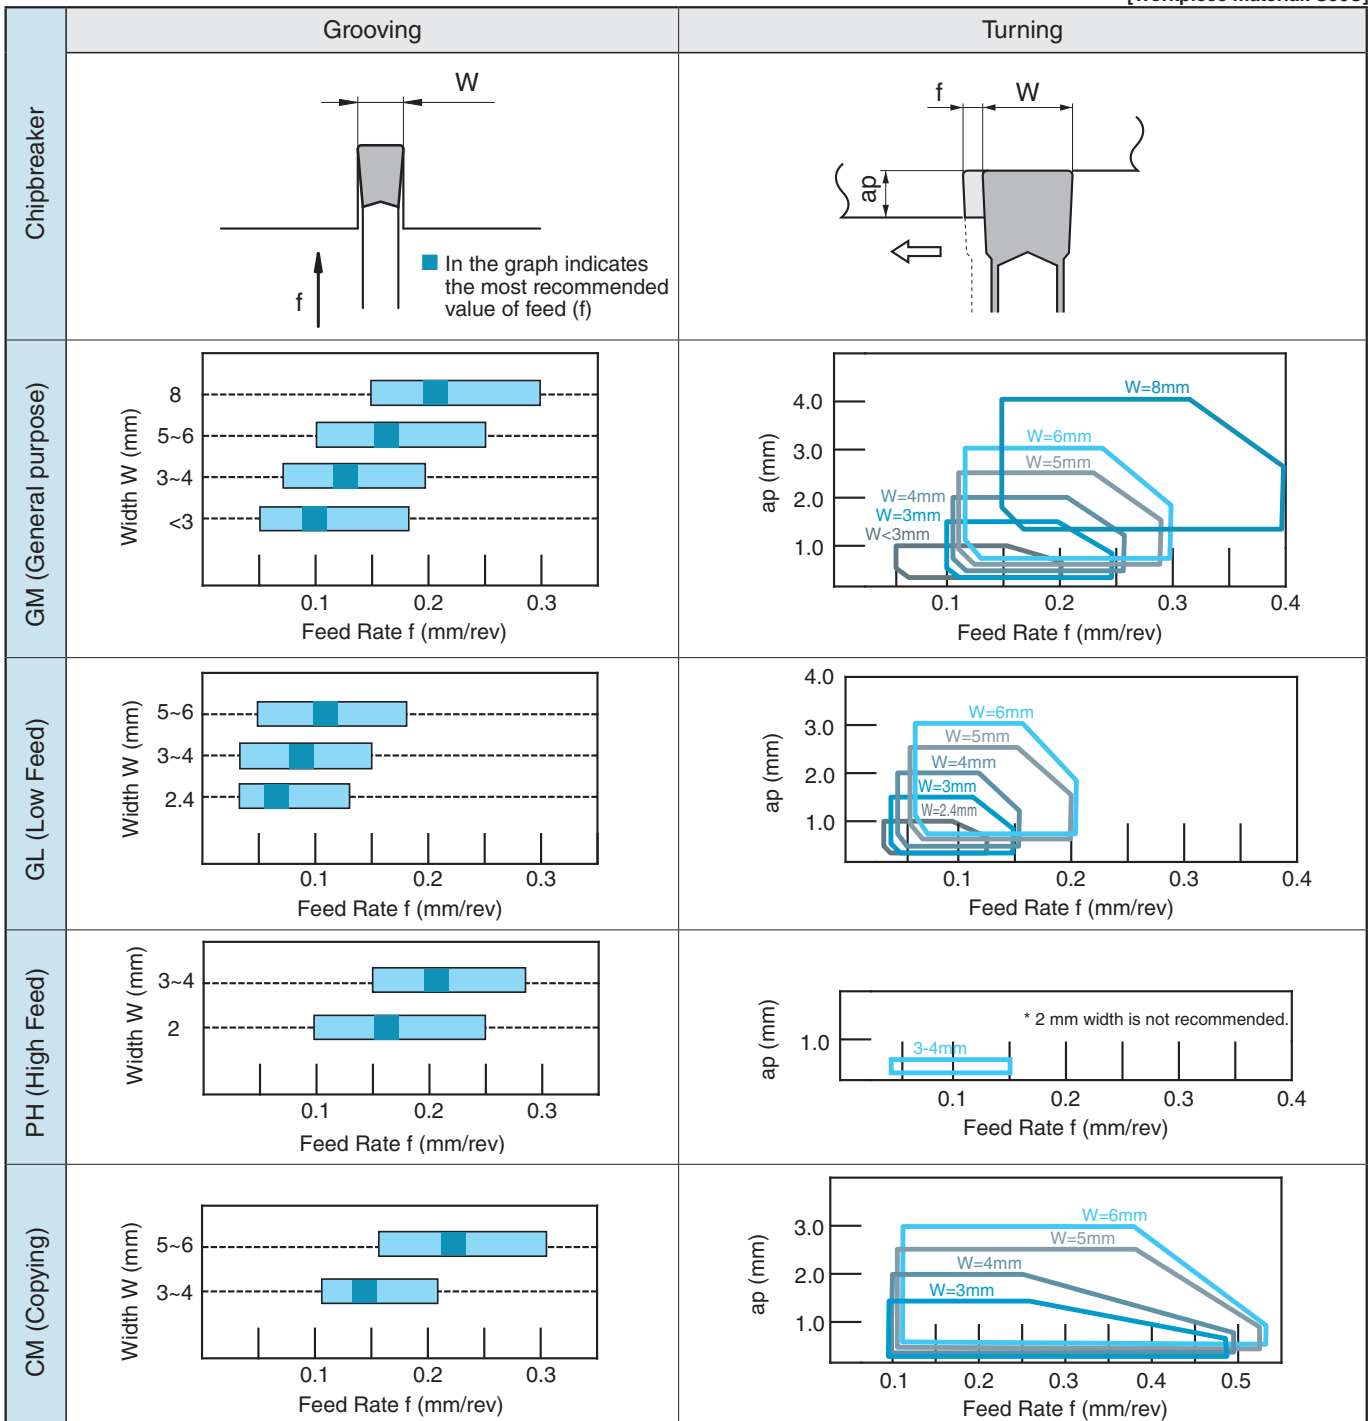 Grooving
Turning
Chipbreaker
W
f
In the graph indicates
the most recommended
value of feed (f)
f
W
ap
GM (General purpose)
Width W (mm)
8
5~6
3~4
<3
0.1
0.2
0.3
Feed Rate f (mm/rev)
ap (mm)
4.0
3.0
2.0
1.0
W=8mm
W=6mm
W=5mm
W=4mm
W=3mm
W<3mm
0.1
0.2
0.3
0.4
Feed Rate f (mm/rev)
GL (Low Feed)
Width W (mm)
5~6
3~4
2.4
0.1
0.2
0.3
Feed Rate f (mm/rev)
ap (mm)
4.0
3.0
2.0
1.0
W=6mm
W=5mm
W=4mm
W=3mm
W=2.4mm
0.1
0.2
0.3
0.4
Feed Rate f (mm/rev)
PH (High Feed)
Width W (mm)
3~4
2
0.1
0.2
0.3
Feed Rate f (mm/rev)
ap (mm)
1.0
* 2 mm width is not recommended.
3-4mm
0.1
0.2
0.3
0.4
Feed Rate f (mm/rev)
CM (Copying)
Width W (mm)
5~6
3~4
0.1
0.2
0.3
Feed Rate f (mm/rev)
ap (mm)
3.0
2.0
1.0
W=6mm
W=5mm
W=4mm
W=3mm
0.1
0.2
0.3
0.4
0.5
Feed Rate f (mm/rev)